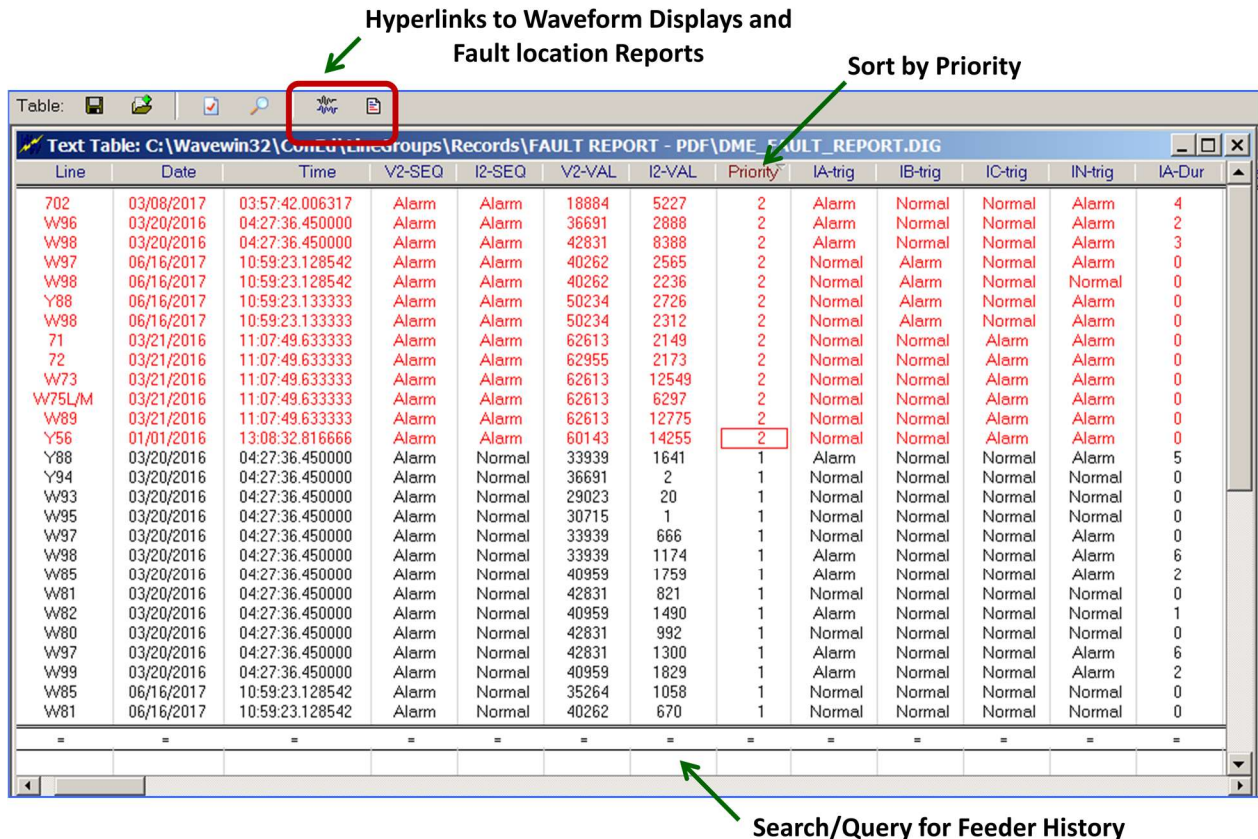 Hyperlinks to Waveform Displays and
Fault location Reports
Sort by Priority
Table:
Text Table: C:\Wavewin32\ConEd\LineGroups\Records\FAULT REPORT - PDF\DME_FAULT_REPORT.DIG
Line Date Time V2-SEQ I2-SEQ V2-VAL I2-VAL Priority IA-trig IB-trig IC-trig IN-trig IA-Dur
702 03/08/2017 03:57:42.006317 Alarm Alarm 18884 5227 2 Alarm Normal Normal Alarm 4
W96 03/20/2016 04:27:36.450000 Alarm Alarm 36691 2888 2 Alarm Normal Normal Alarm 2
W98 03/20/2016 04:27:36.450000 Alarm Alarm 42831 8388 2 Alarm Normal Normal Alarm 3
W97 06/16/2017 10:59:23.128542 Alarm Alarm 40262 2565 2 Normal Alarm Normal Alarm 0
W98 06/16/2017 10:59:23.128542 Alarm Alarm 40262 2236 2 Normal Alarm Normal Normal 0
Y88 06/16/2017 10:59:23.133333 Alarm Alarm 50234 2726 2 Normal Alarm Normal Alarm 0
W98 06/16/2017 10:59:23.133333 Alarm Alarm 50234 2312 2 Normal Alarm Normal Alarm 0
71 03/21/2016 11:07:49.633333 Alarm Alarm 62613 2149 2 Normal Normal Alarm Alarm 0
72 03/21/2016 11:07:49.633333 Alarm Alarm 62955 2173 2 Normal Normal Alarm Alarm 0
W73 03/21/2016 11:07:49.633333 Alarm Alarm 62613 12549 2 Normal Normal Alarm Alarm 0
W75L/M 03/21/2016 11:07:49.633333 Alarm Alarm 62613 6297 2 Normal Normal Alarm Alarm 0
W89 03/21/2016 11:07:49.633333 Alarm Alarm 62613 12775 2 Normal Normal Alarm Alarm 0
Y56 01/01/2016 13:08:32.816666 Alarm Alarm 60143 14255 2 Normal Normal Alarm Alarm 0
Y88 03/20/2016 04:27:36.450000 Alarm Normal 33939 1641 1 Alarm Normal Normal Alarm 5
Y94 03/20/2016 04:27:36.450000 Alarm Normal 36691 2 1 Normal Normal Normal Normal 0
W93 03/20/2016 04:27:36.450000 Alarm Normal 29023 20 1 Normal Normal Normal Normal 0
W95 03/20/2016 04:27:36.450000 Alarm Normal 30715 1 1 Normal Normal Normal Normal 0
W97 03/20/2016 04:27:36.450000 Alarm Normal 33939 666 1 Normal Normal Normal Alarm 0
W98 03/20/2016 04:27:36.450000 Alarm Normal 33939 1174 1 Alarm Normal Normal Alarm 6
W85 03/20/2016 04:27:36.450000 Alarm Normal 40959 1759 1 Alarm Normal Normal Alarm 2
W81 03/20/2016 04:27:36.450000 Alarm Normal 42831 821 1 Normal Normal Normal Normal 0
W82 03/20/2016 04:27:36.450000 Alarm Normal 40959 1490 1 Alarm Normal Normal Normal 1
W80 03/20/2016 04:27:36.450000 Alarm Normal 42831 992 1 Normal Normal Normal Normal 0
W97 03/20/2016 04:27:36.450000 Alarm Normal 42831 1300 1 Alarm Normal Normal Alarm 6
W99 03/20/2016 04:27:36.450000 Alarm Normal 40959 1829 1 Alarm Normal Normal Alarm 2
W85 06/16/2017 10:59:23.128542 Alarm Normal 35264 1058 1 Normal Normal Normal Normal 0
W81 06/16/2017 10:59:23.128542 Alarm Normal 40262 670 1 Normal Normal Normal Normal 0
= = = = = = = = = = = = =
Search/Query for Feeder History